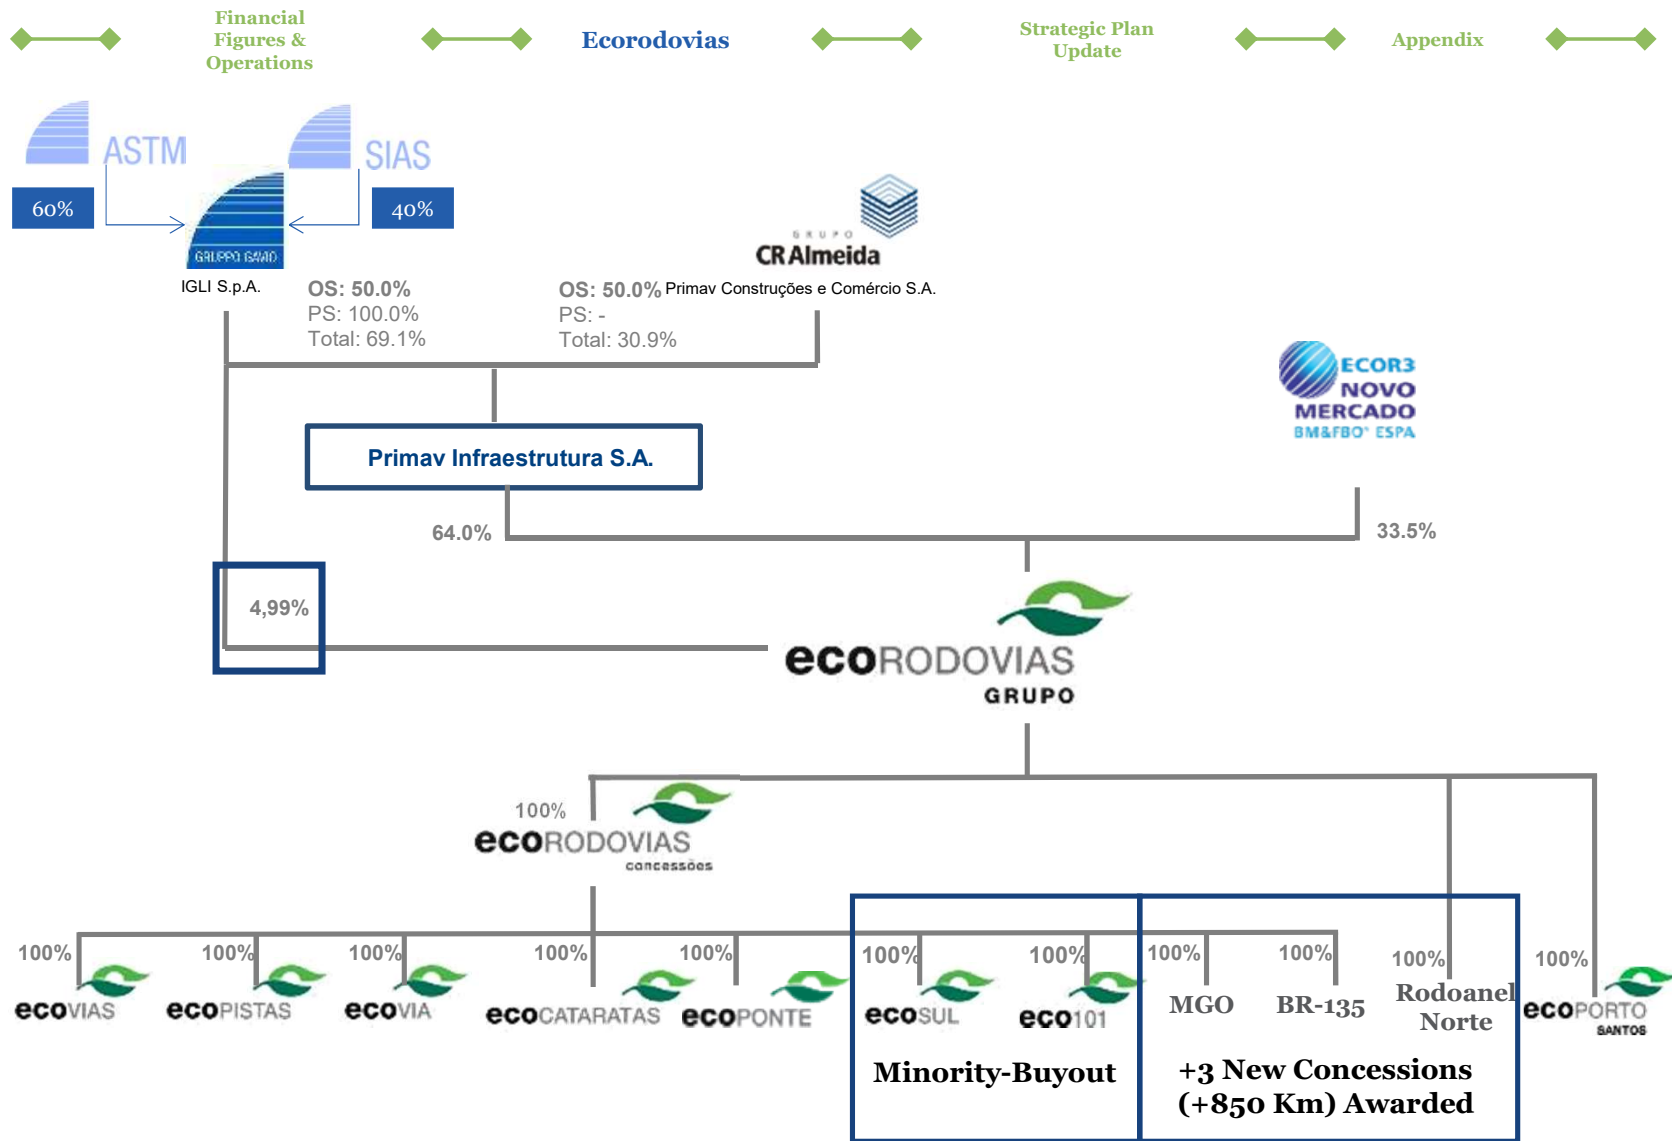 Financial
Figures &
Operations
Ecorodovias
Strategic Plan
Update
Appendix
ASTM
SIAS
60%
40%
GRUPPO GAVIO
IGLI S.p.A.
GRUPO
CR Almeida
Primav Construções e Comércio S.A.
OS: 50.0%
PS: 100.0%
Total: 69.1%
OS: 50.0%
PS: -
Total: 30.9%
ECOR3
NOVO
MERCADO
BM&FBO° ESPA
Primav Infraestrutura S.A.
64.0%
33.5%
4,99%
ecoRODOVIAS
GRUPO
100%
ecoRODOVIAS
concessões
100%
100%
100%
100%
100%
100%
100%
100%
100%
100%
100%
ecoVIAS
ecoPISTAS
ecoVIA
ecoCATARATAS
ecoPONTE
ecoSUL
eco101
MGO
BR-135
Rodoanel
Norte
ecoPORTO
SANTOS
Minority-Buyout
+3 New Concessions
(+850 Km) Awarded